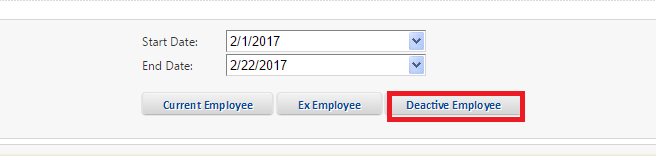 Start Date: 2/1/2017
End Date: 2/22/2017
Current Employee Ex Employee Deactive Employee